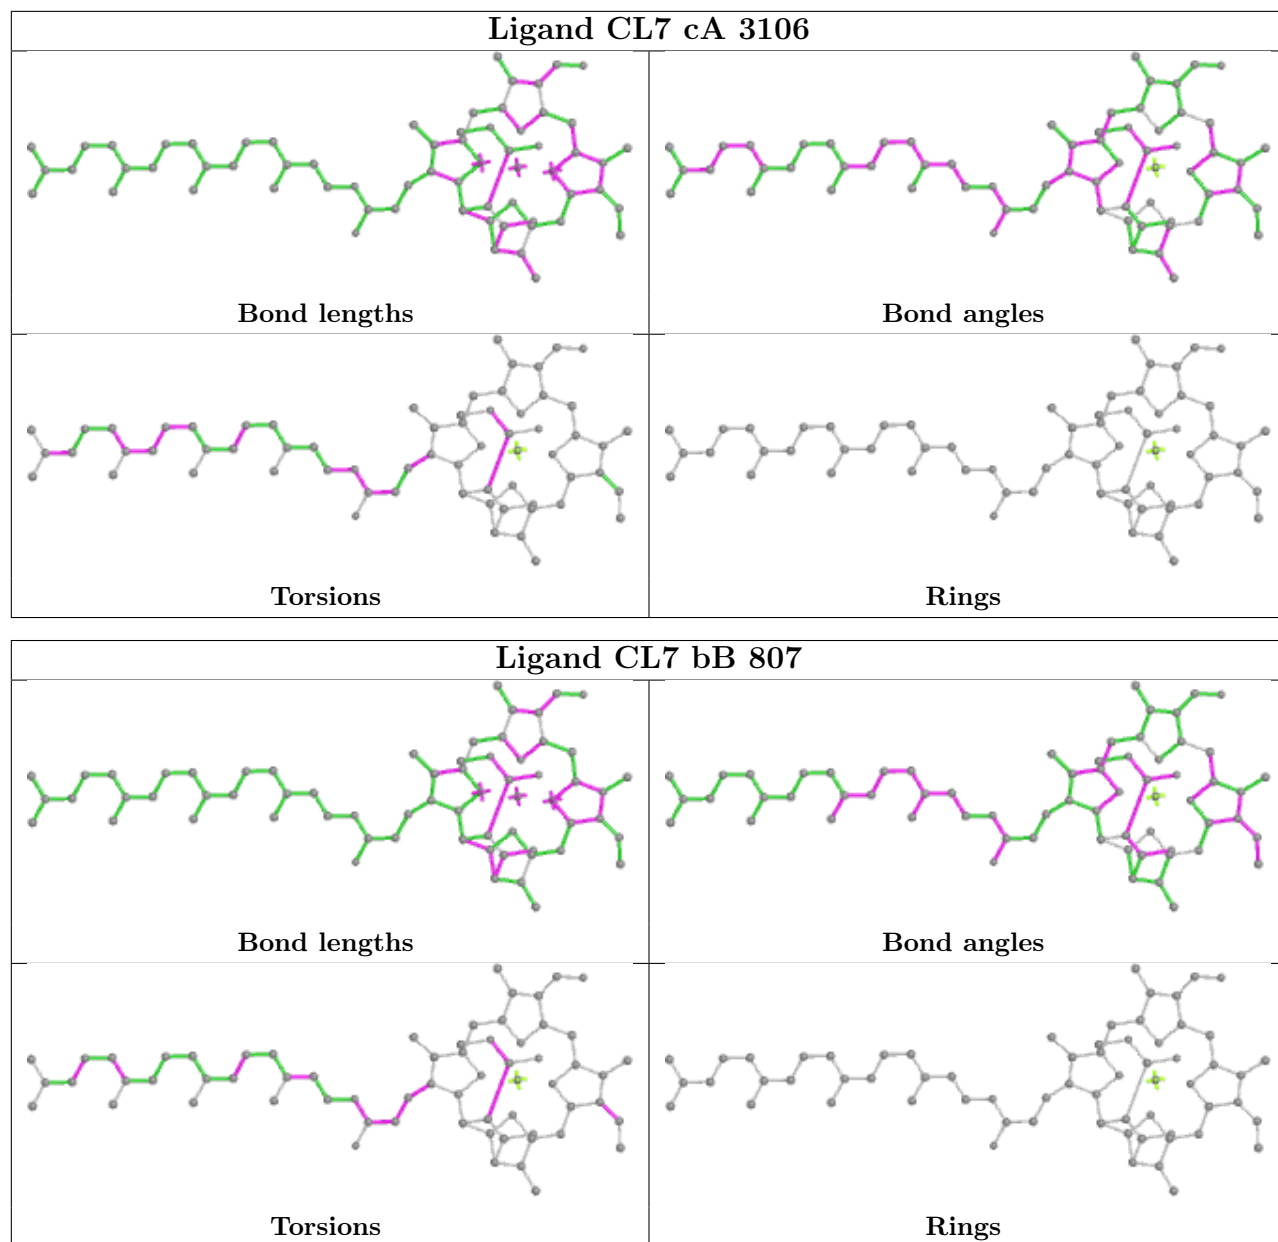 Ligand CL7 cA 3106
Bond lengths
Bond angles
Torsions
Rings
Ligand CL7 bB 807
Bond lengths
Bond angles
Torsions
Rings